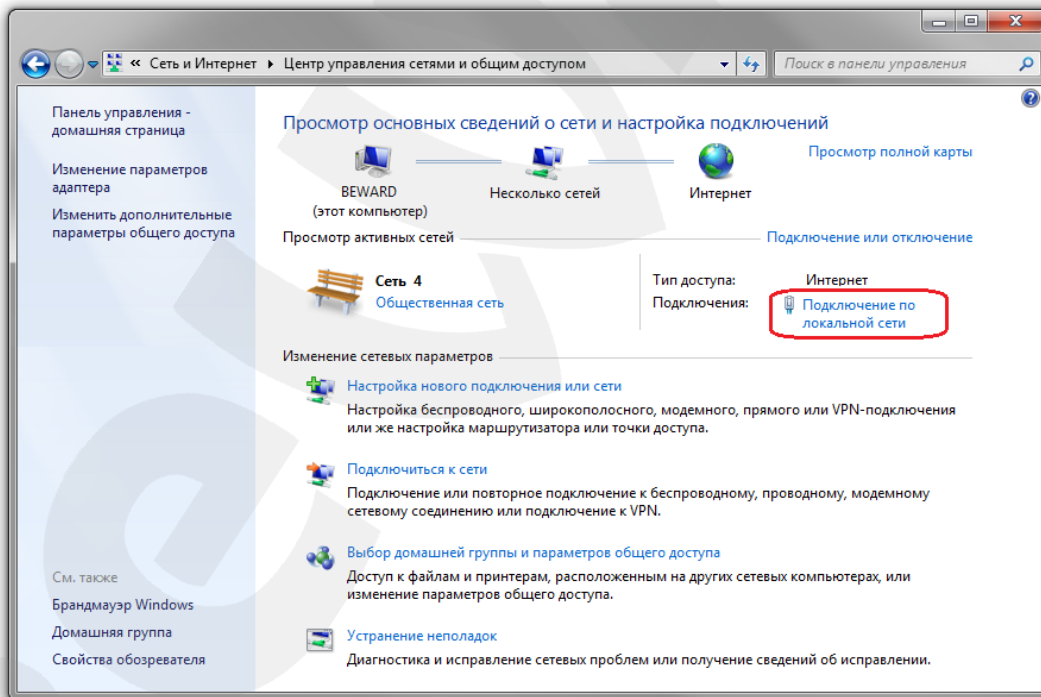 « Сеть и Интернет ▸ Центр управления сетями и общим доступом
Поиск в панели управления
Панель управления -
домашняя страница
Изменение параметров
адаптера
Изменить дополнительные
параметры общего доступа
См. также
Брандмауэр Windows
Домашняя группа
Свойства обозревателя
Просмотр основных сведений о сети и настройка подключений
Просмотр полной карты
BEWARD
(этот компьютер)
Несколько сетей
Интернет
Просмотр активных сетей
Подключение или отключение
Сеть 4
Общественная сеть
Тип доступа: Интернет
Подключения: Подключение по
локальной сети
Изменение сетевых параметров
Настройка нового подключения или сети
Настройка беспроводного, широкополосного, модемного, прямого или VPN-подключения
или же настройка маршрутизатора или точки доступа.
Подключиться к сети
Подключение или повторное подключение к беспроводному, проводному, модемному
сетевому соединению или подключение к VPN.
Выбор домашней группы и параметров общего доступа
Доступ к файлам и принтерам, расположенным на других сетевых компьютерах, или
изменение параметров общего доступа.
Устранение неполадок
Диагностика и исправление сетевых проблем или получение сведений об исправлении.